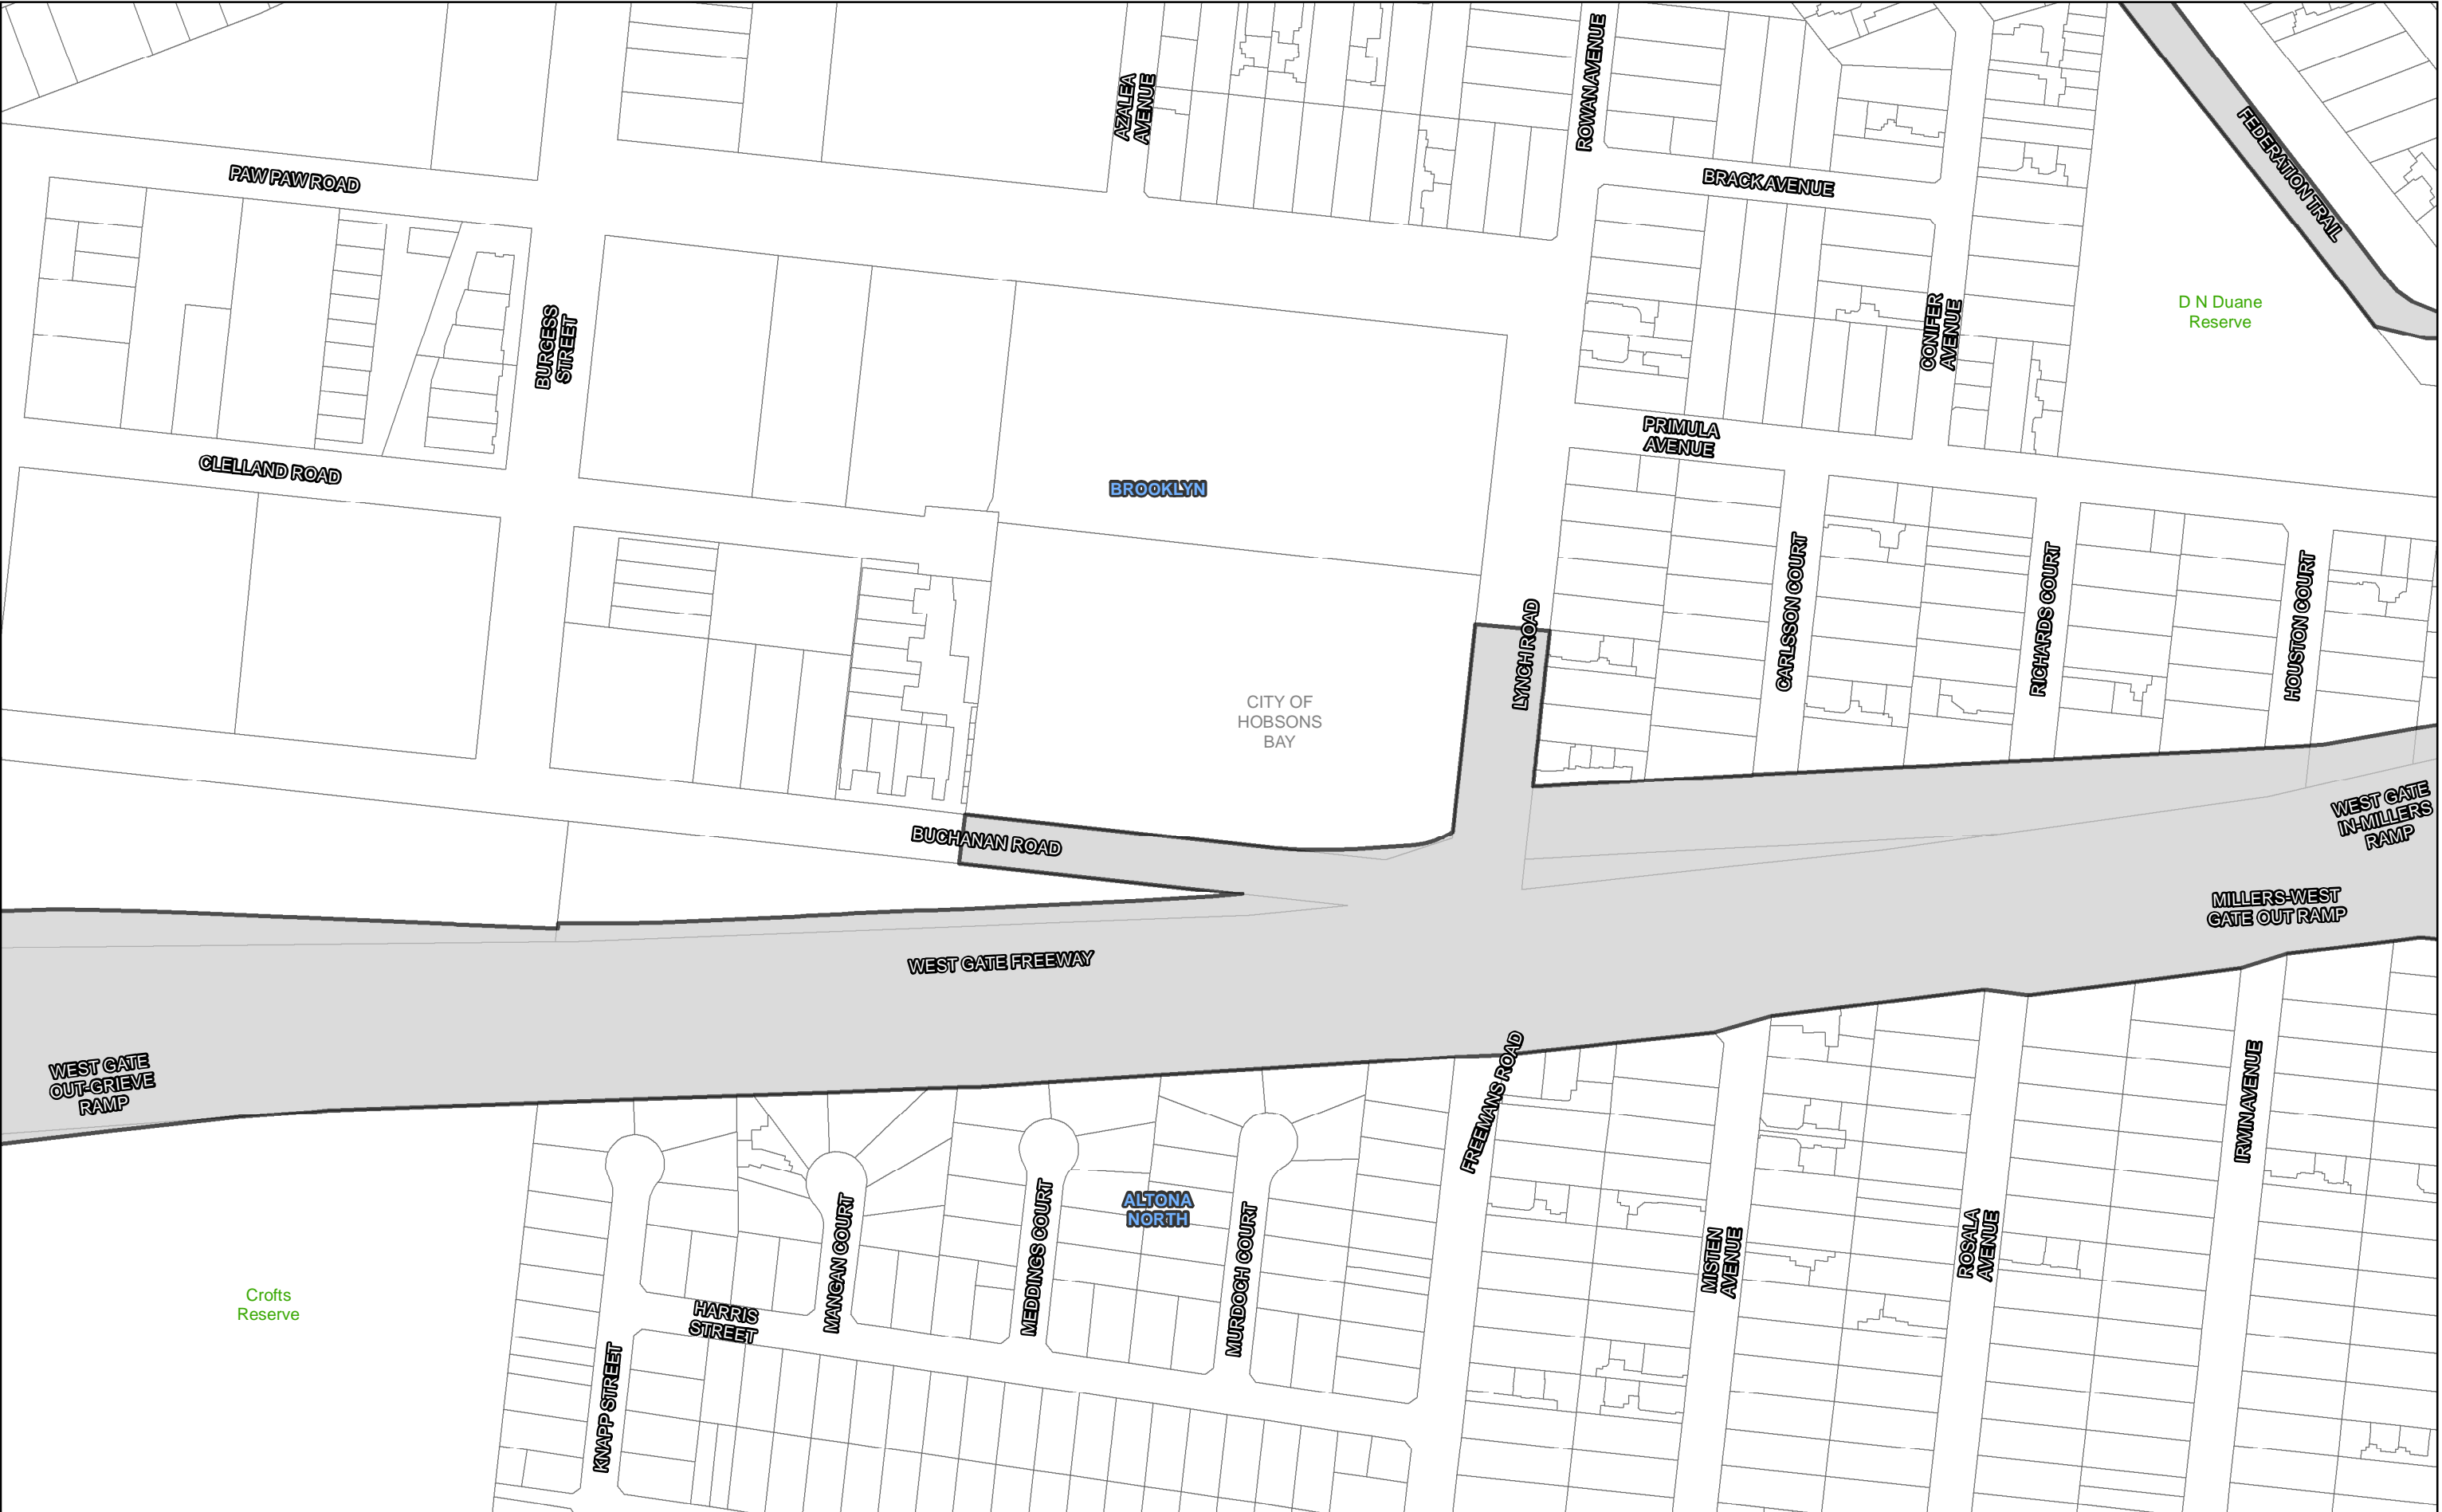 AZALEA
AVENUE
ROWAN AVENUE
FEDERATION TRAIL
PAW PAW ROAD
BRACK AVENUE
D N Duane
Reserve
BURGESS
STREET
CONIFER
AVENUE
PRIMULA
AVENUE
CLELLAND ROAD
BROOKLYN
CARLSSON COURT
RICHARDS COURT
HOUSTON COURT
LYNCH ROAD
CITY OF
HOBSONS
BAY
WEST GATE
IN-MILLERS
RAMP
BUCHANAN ROAD
MILLERS-WEST
GATE OUT RAMP
WEST GATE FREEWAY
WEST GATE
OUT-GRIEVE
RAMP
FREEMANS ROAD
IRWIN AVENUE
ALTONA
NORTH
MANGAN COURT
MEDDINGS COURT
MURDOCH COURT
MISTEN
AVENUE
ROSALA
AVENUE
Crofts
Reserve
HARRIS
STREET
KNAPP STREET